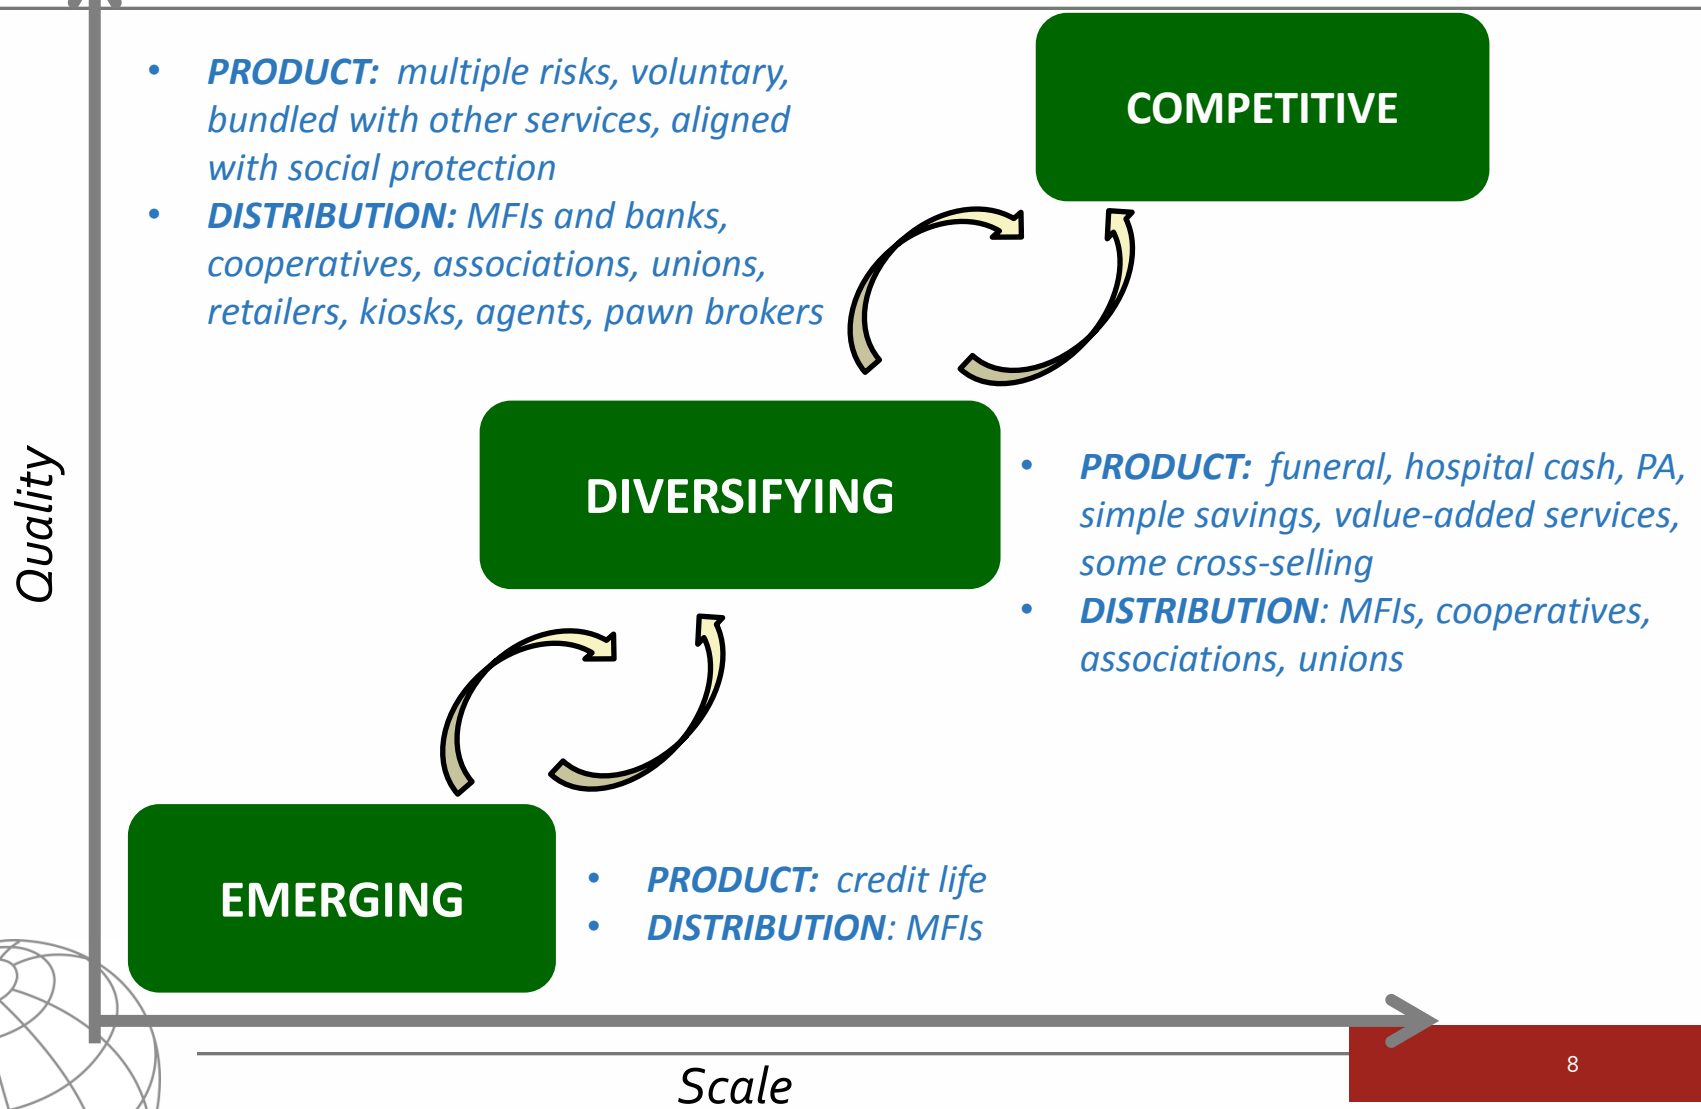 • PRODUCT: multiple risks, voluntary,
bundled with other services, aligned
with social protection
• DISTRIBUTION: MFIs and banks,
cooperatives, associations, unions,
retailers, kiosks, agents, pawn brokers
COMPETITIVE
Quality
DIVERSIFYING
• PRODUCT: funeral, hospital cash, PA,
simple savings, value-added services,
some cross-selling
• DISTRIBUTION: MFIs, cooperatives,
associations, unions
EMERGING
• PRODUCT: credit life
• DISTRIBUTION: MFIs
Scale
8